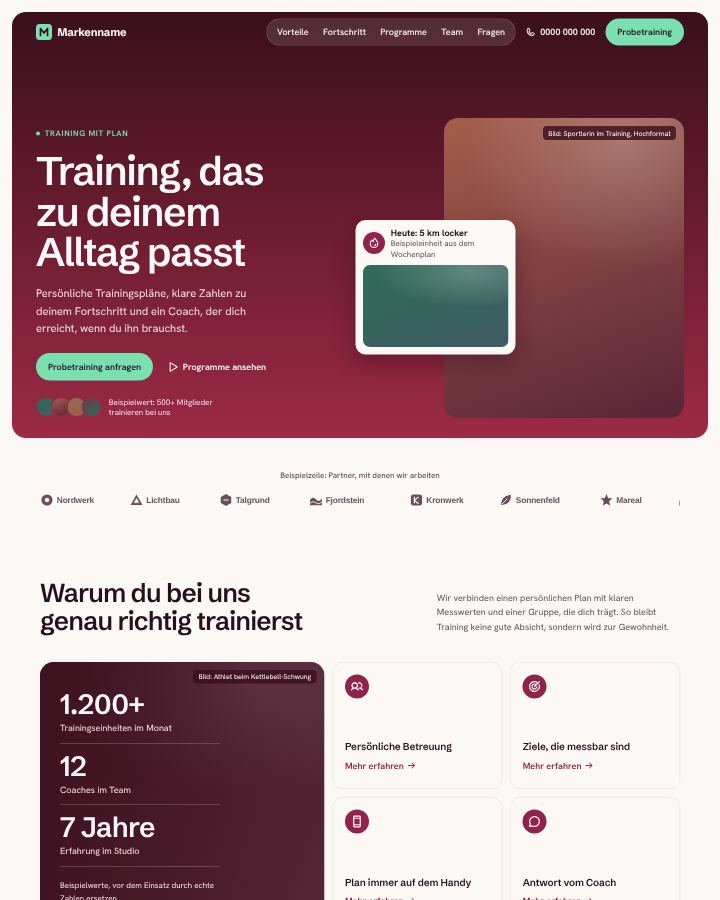 M Markenname
Vorteile Fortschritt Programme Team Fragen
0000 000 000
Probetraining
TRAINING MIT PLAN
Training, das
zu deinem
Alltag passt
Persönliche Trainingspläne, klare Zahlen zu
deinem Fortschritt und ein Coach, der dich
erreicht, wenn du ihn brauchst.
Probetraining anfragen
Programme ansehen
Beispielwert: 500+ Mitglieder
trainieren bei uns
Bild: Sportlerin im Training, Hochformat
Heute: 5 km locker
Beispieleinheit aus dem
Wochenplan
Beispielzeile: Partner, mit denen wir arbeiten
Nordwerk Lichtbau Talgrund Fjordstein Kronwerk Sonnenfeld Mareal
Warum du bei uns
genau richtig trainierst
Wir verbinden einen persönlichen Plan mit klaren
Messwerten und einer Gruppe, die dich trägt. So bleibt
Training keine gute Absicht, sondern wird zur Gewohnheit.
Bild: Athlet beim Kettlebell-Schwung
1.200+
Trainingseinheiten im Monat
12
Coaches im Team
7 Jahre
Erfahrung im Studio
Beispielwerte, vor dem Einsatz durch echte
Zahlen ersetzen
Persönliche Betreuung
Mehr erfahren →
Ziele, die messbar sind
Mehr erfahren →
Plan immer auf dem Handy
Mehr erfahren →
Antwort vom Coach
Mehr erfahren →